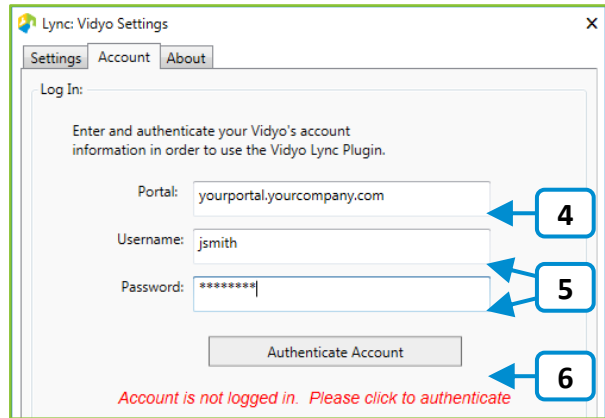 Lync: Vidyo Settings
Settings Account About
Log In:
Enter and authenticate your Vidyo's account
information in order to use the Vidyo Lync Plugin.
Portal: yourportal.yourcompany.com
4
Username: jsmith
5
Password: ********
Authenticate Account
6
Account is not logged in. Please click to authenticate